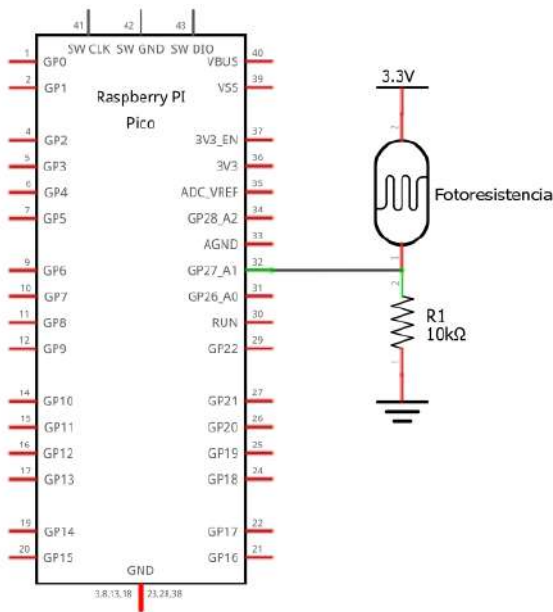 41 42 43
SW CLK SW GND SW DIO
Raspberry PI
Pico
1 GP0
2 GP1
4 GP2
5 GP3
6 GP4
7 GP5
9 GP6
10 GP7
11 GP8
12 GP9
14 GP10
15 GP11
16 GP12
17 GP13
19 GP14
20 GP15
VBUS 40
VSS 39
3V3_EN 37
3V3 36
ADC_VREF 35
GP28_A2 34
AGND 33
GP27_A1 32
GP26_A0 31
RUN 30
GP22 29
GP21 27
GP20 26
GP19 25
GP18 24
GP17 22
GP16 21
GND
3,8,13,18 23,28,38
3.3V
2
Fotoresistencia
1
2
R1
10kΩ
1